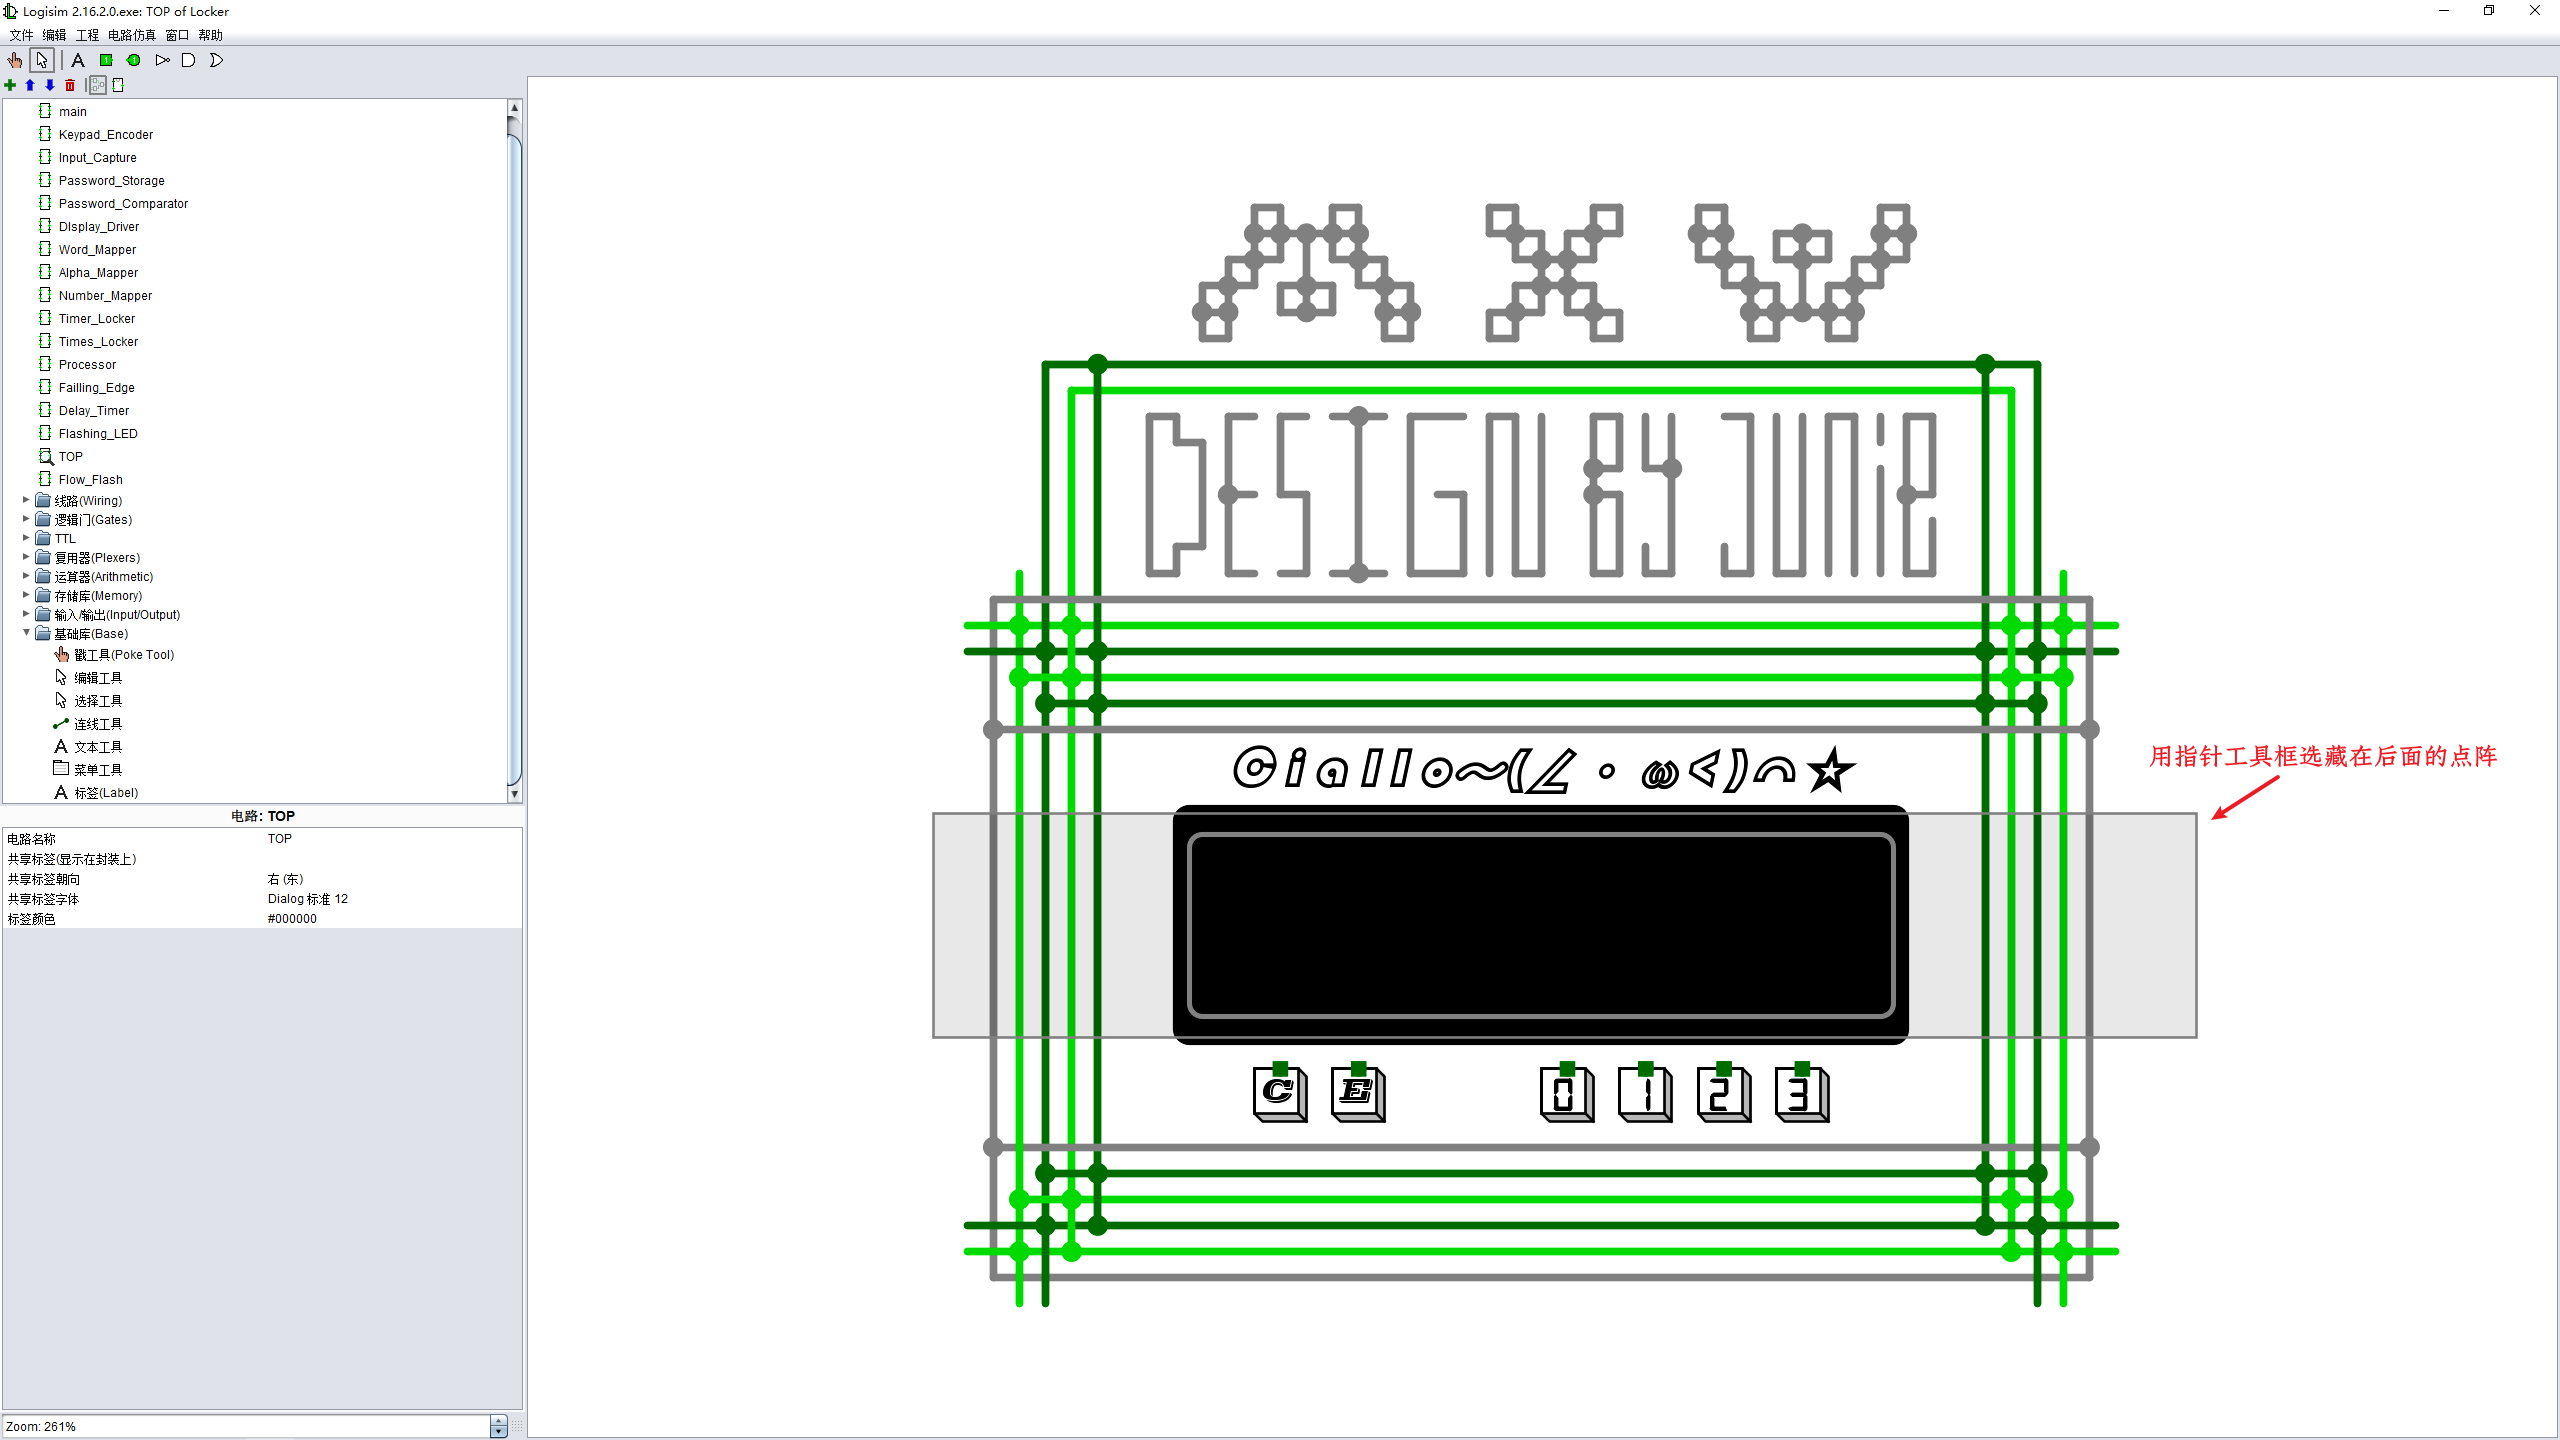 Logisim 2.16.2.0.exe: TOP of Locker
文件 编辑 工程 电路仿真 窗口 帮助
main
Keypad_Encoder
Input_Capture
Password_Storage
Password_Comparator
DIsplay_Driver
Word_Mapper
Alpha_Mapper
Number_Mapper
Timer_Locker
Times_Locker
Processor
Failling_Edge
Delay_Timer
Flashing_LED
TOP
Flow_Flash
线路(Wiring)
逻辑门(Gates)
TTL
复用器(Plexers)
运算器(Arithmetic)
存储库(Memory)
输入/输出(Input/Output)
基础库(Base)
戳工具(Poke Tool)
编辑工具
选择工具
连线工具
文本工具
菜单工具
标签(Label)
电路: TOP
电路名称 TOP
共享标签(显示在封装上)
共享标签朝向 右 (东)
共享标签字体 Dialog 标准 12
标签颜色 #000000
Zoom: 261%
DESIGN BY JUNE
Ciallo～(∠・ω<)⌒☆
用指针工具框选藏在后面的点阵
C E 0 1 2 3